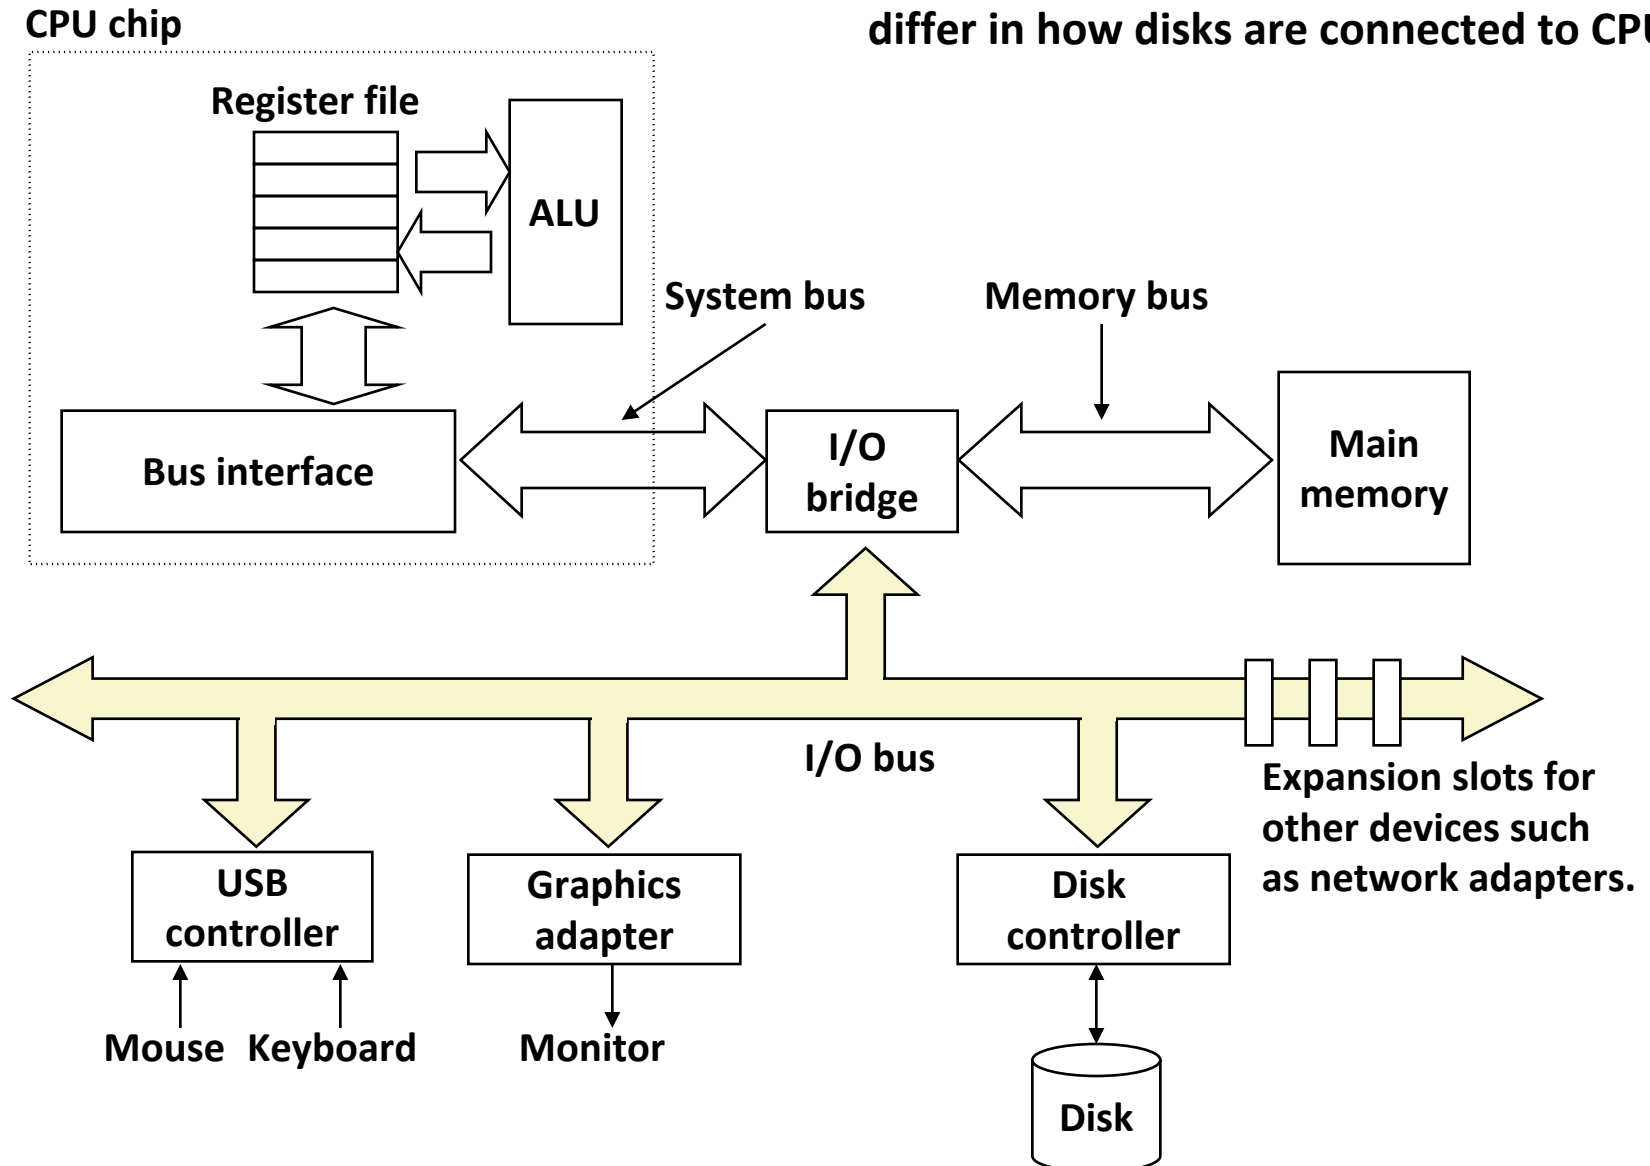 CPU chip
differ in how disks are connected to CPU
Register file
ALU
System bus
Memory bus
Bus interface
I/O
bridge
Main
memory
I/O bus
Expansion slots for
other devices such
as network adapters.
USB
controller
Graphics
adapter
Disk
controller
Mouse
Keyboard
Monitor
Disk